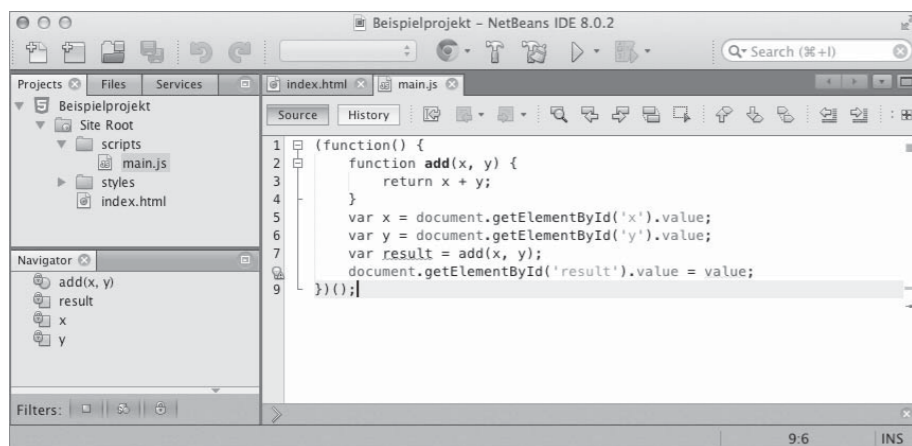 Beispielprojekt – NetBeans IDE 8.0.2
Search (⌘+I)
Projects Files Services
Beispielprojekt
Site Root
scripts
main.js
styles
index.html
Navigator
add(x, y)
result
x
y
Filters:
index.html main.js
Source History
1 (function() {
2 function add(x, y) {
3 return x + y;
4 }
5 var x = document.getElementById('x').value;
6 var y = document.getElementById('y').value;
7 var result = add(x, y);
document.getElementById('result').value = value;
9 })();
9:6 INS